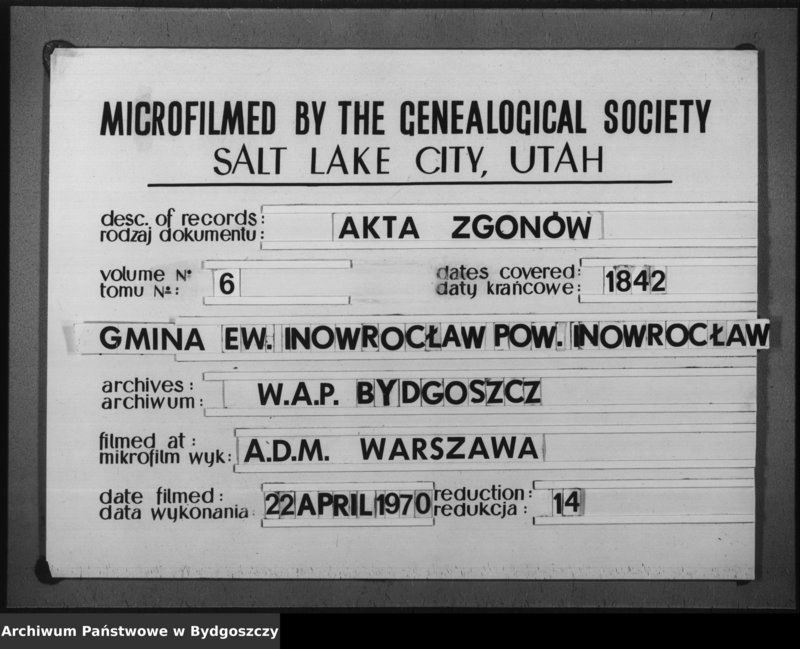 MICROFILMED BY THE GENEALOGICAL SOCIETY
SALT LAKE CITY, UTAH
desc. of records:
rodzaj dokumentu: AKTA ZGONÓW
volume Nº
tomu Nº: 6
dates covered:
daty krańcowe: 1842
GMINA EW. INOWROCŁAW POW. INOWROCŁAW
archives:
archiwum: W.A.P. BYDGOSZCZ
filmed at:
mikrofilm wyk: A.D.M. WARSZAWA
date filmed:
data wykonania: 22 APRIL 1970
reduction:
redukcja: 14
Archiwum Państwowe w Bydgoszczy